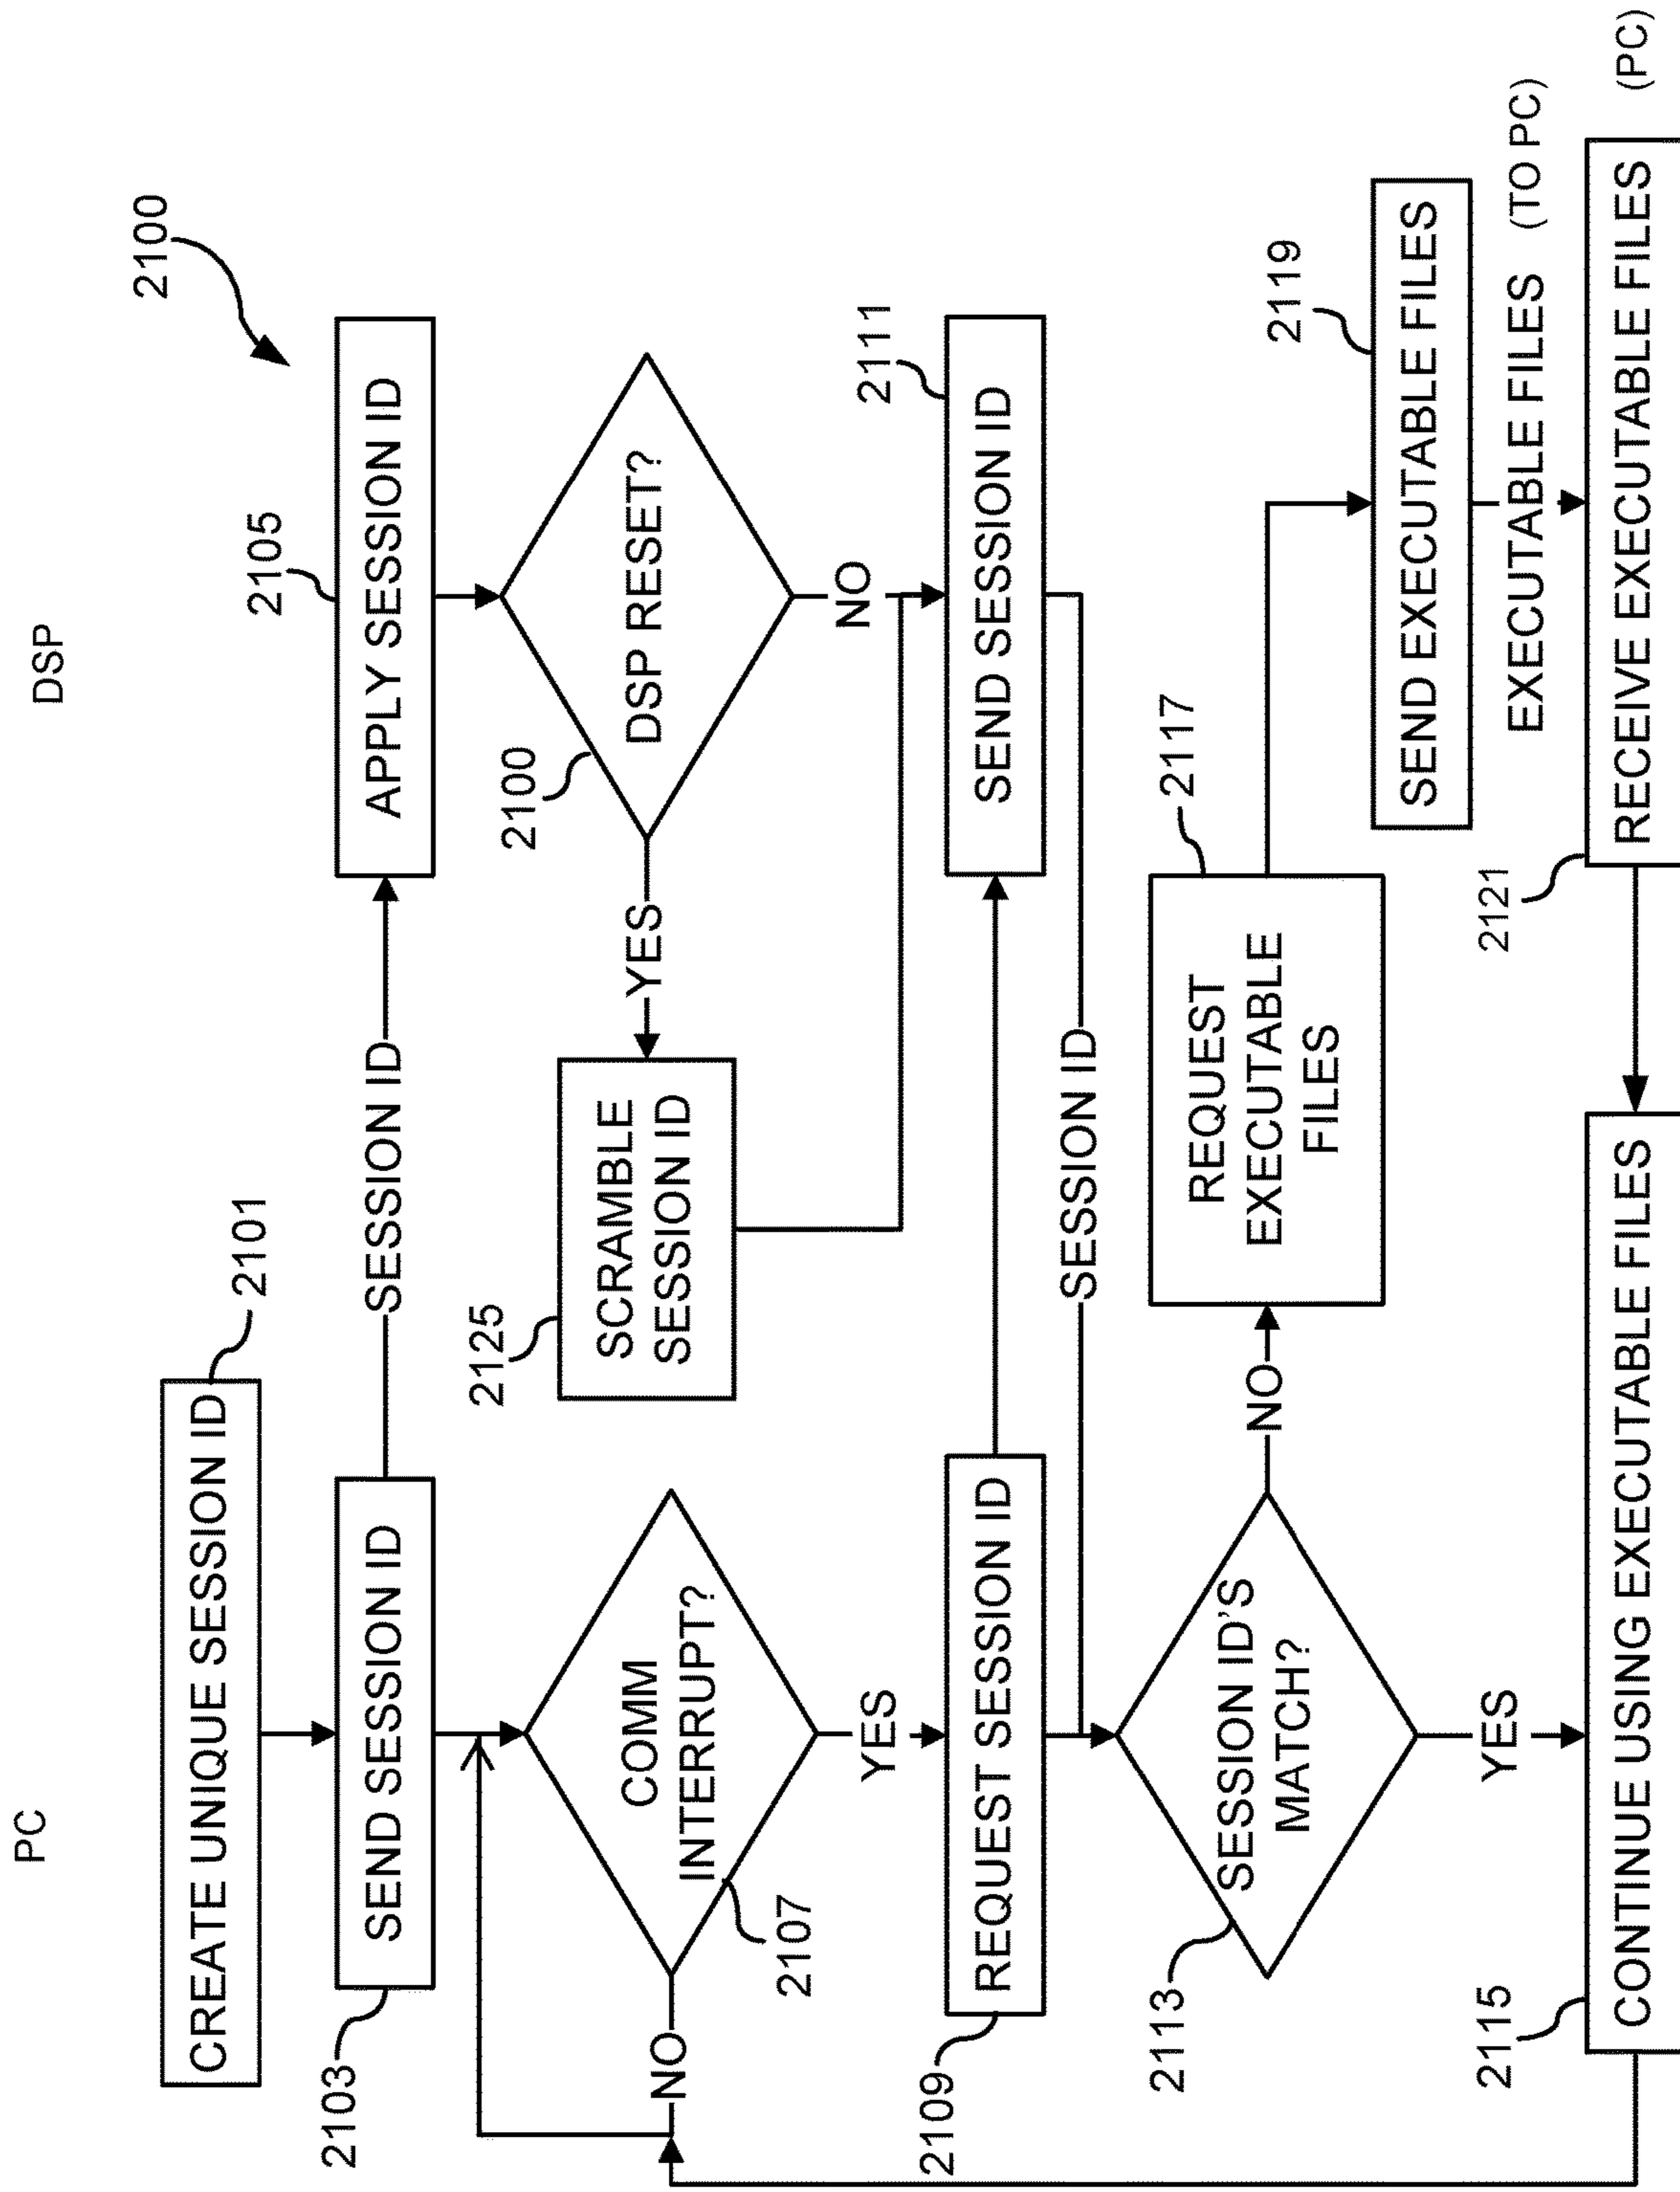 PC
DSP
2100
CREATE UNIQUE SESSION ID
2101
SEND SESSION ID
2103
SESSION ID
APPLY SESSION ID
2105
COMM
INTERRUPT?
2107
NO
YES
DSP RESET?
2100
YES
NO
SCRAMBLE
SESSION ID
2125
REQUEST SESSION ID
2109
SEND SESSION ID
2111
SESSION ID
SESSION ID'S
MATCH?
2113
NO
YES
REQUEST
EXECUTABLE
FILES
2117
SEND EXECUTABLE FILES
2119
EXECUTABLE FILES
(TO PC)
CONTINUE USING EXECUTABLE FILES
2115
RECEIVE EXECUTABLE FILES
2121
(PC)